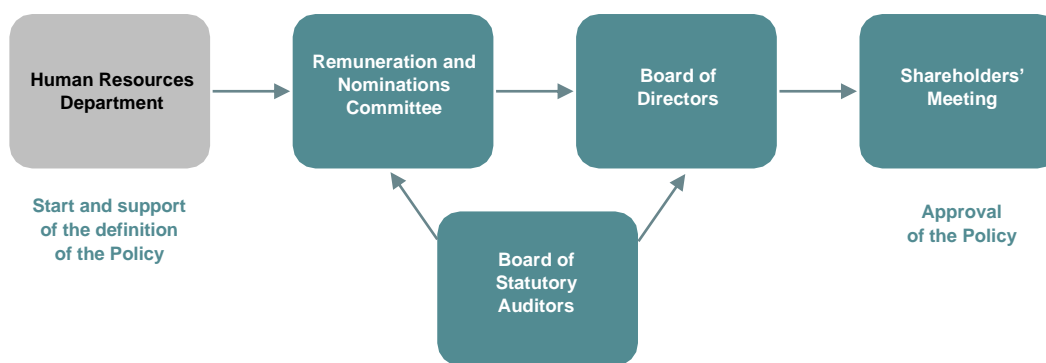 Human Resources
Department
Remuneration and
Nominations
Committee
Board of
Directors
Shareholders’
Meeting
Start and support
of the definition
of the Policy
Approval
of the Policy
Board of
Statutory
Auditors